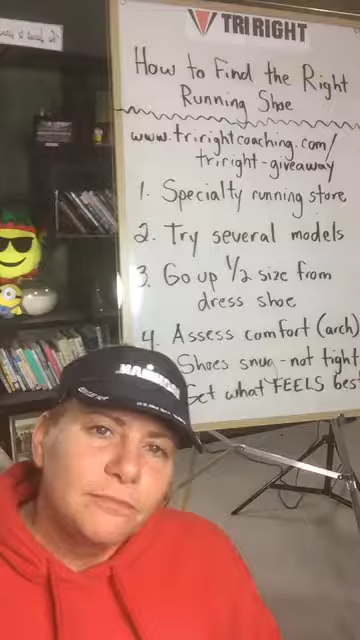 TRI RIGHT
How to Find the Right
Running Shoe
www.trirightcoaching.com/
triright-giveaway
1. Specialty running store
2. Try several models
3. Go up 1/2 size from
dress shoe
4. Assess comfort (arch)
Shoes snug - not tight
Get what FEELS best